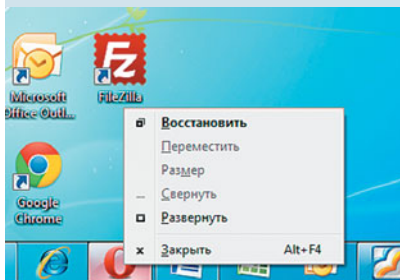 Microsoft
Office Outl...
FileZilla
Google
Chrome
Восстановить
Переместить
Размер
Свернуть
Развернуть
Закрыть Alt+F4